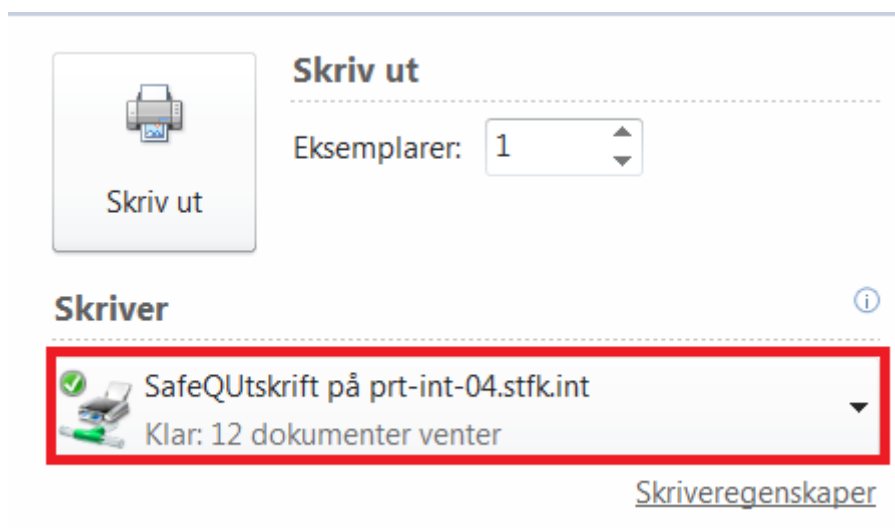 Skriv ut
Eksemplarer: 1
Skriv ut
Skriver
SafeQUtskrift på prt-int-04.stfk.int
Klar: 12 dokumenter venter
Skriveregenskaper